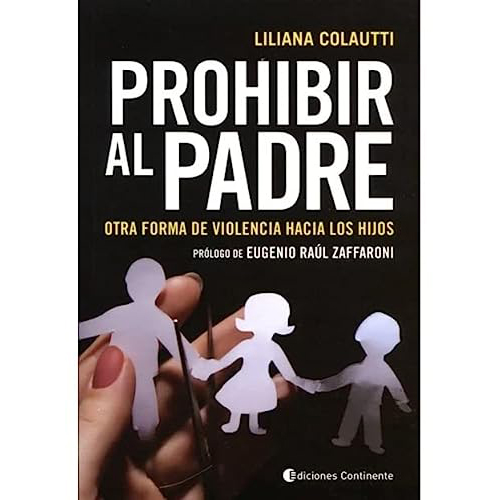 LILIANA COLAUTTI
PROHIBIR
AL PADRE
OTRA FORMA DE VIOLENCIA HACIA LOS HIJOS
PRÓLOGO DE EUGENIO RAÚL ZAFFARONI
Ediciones Continente